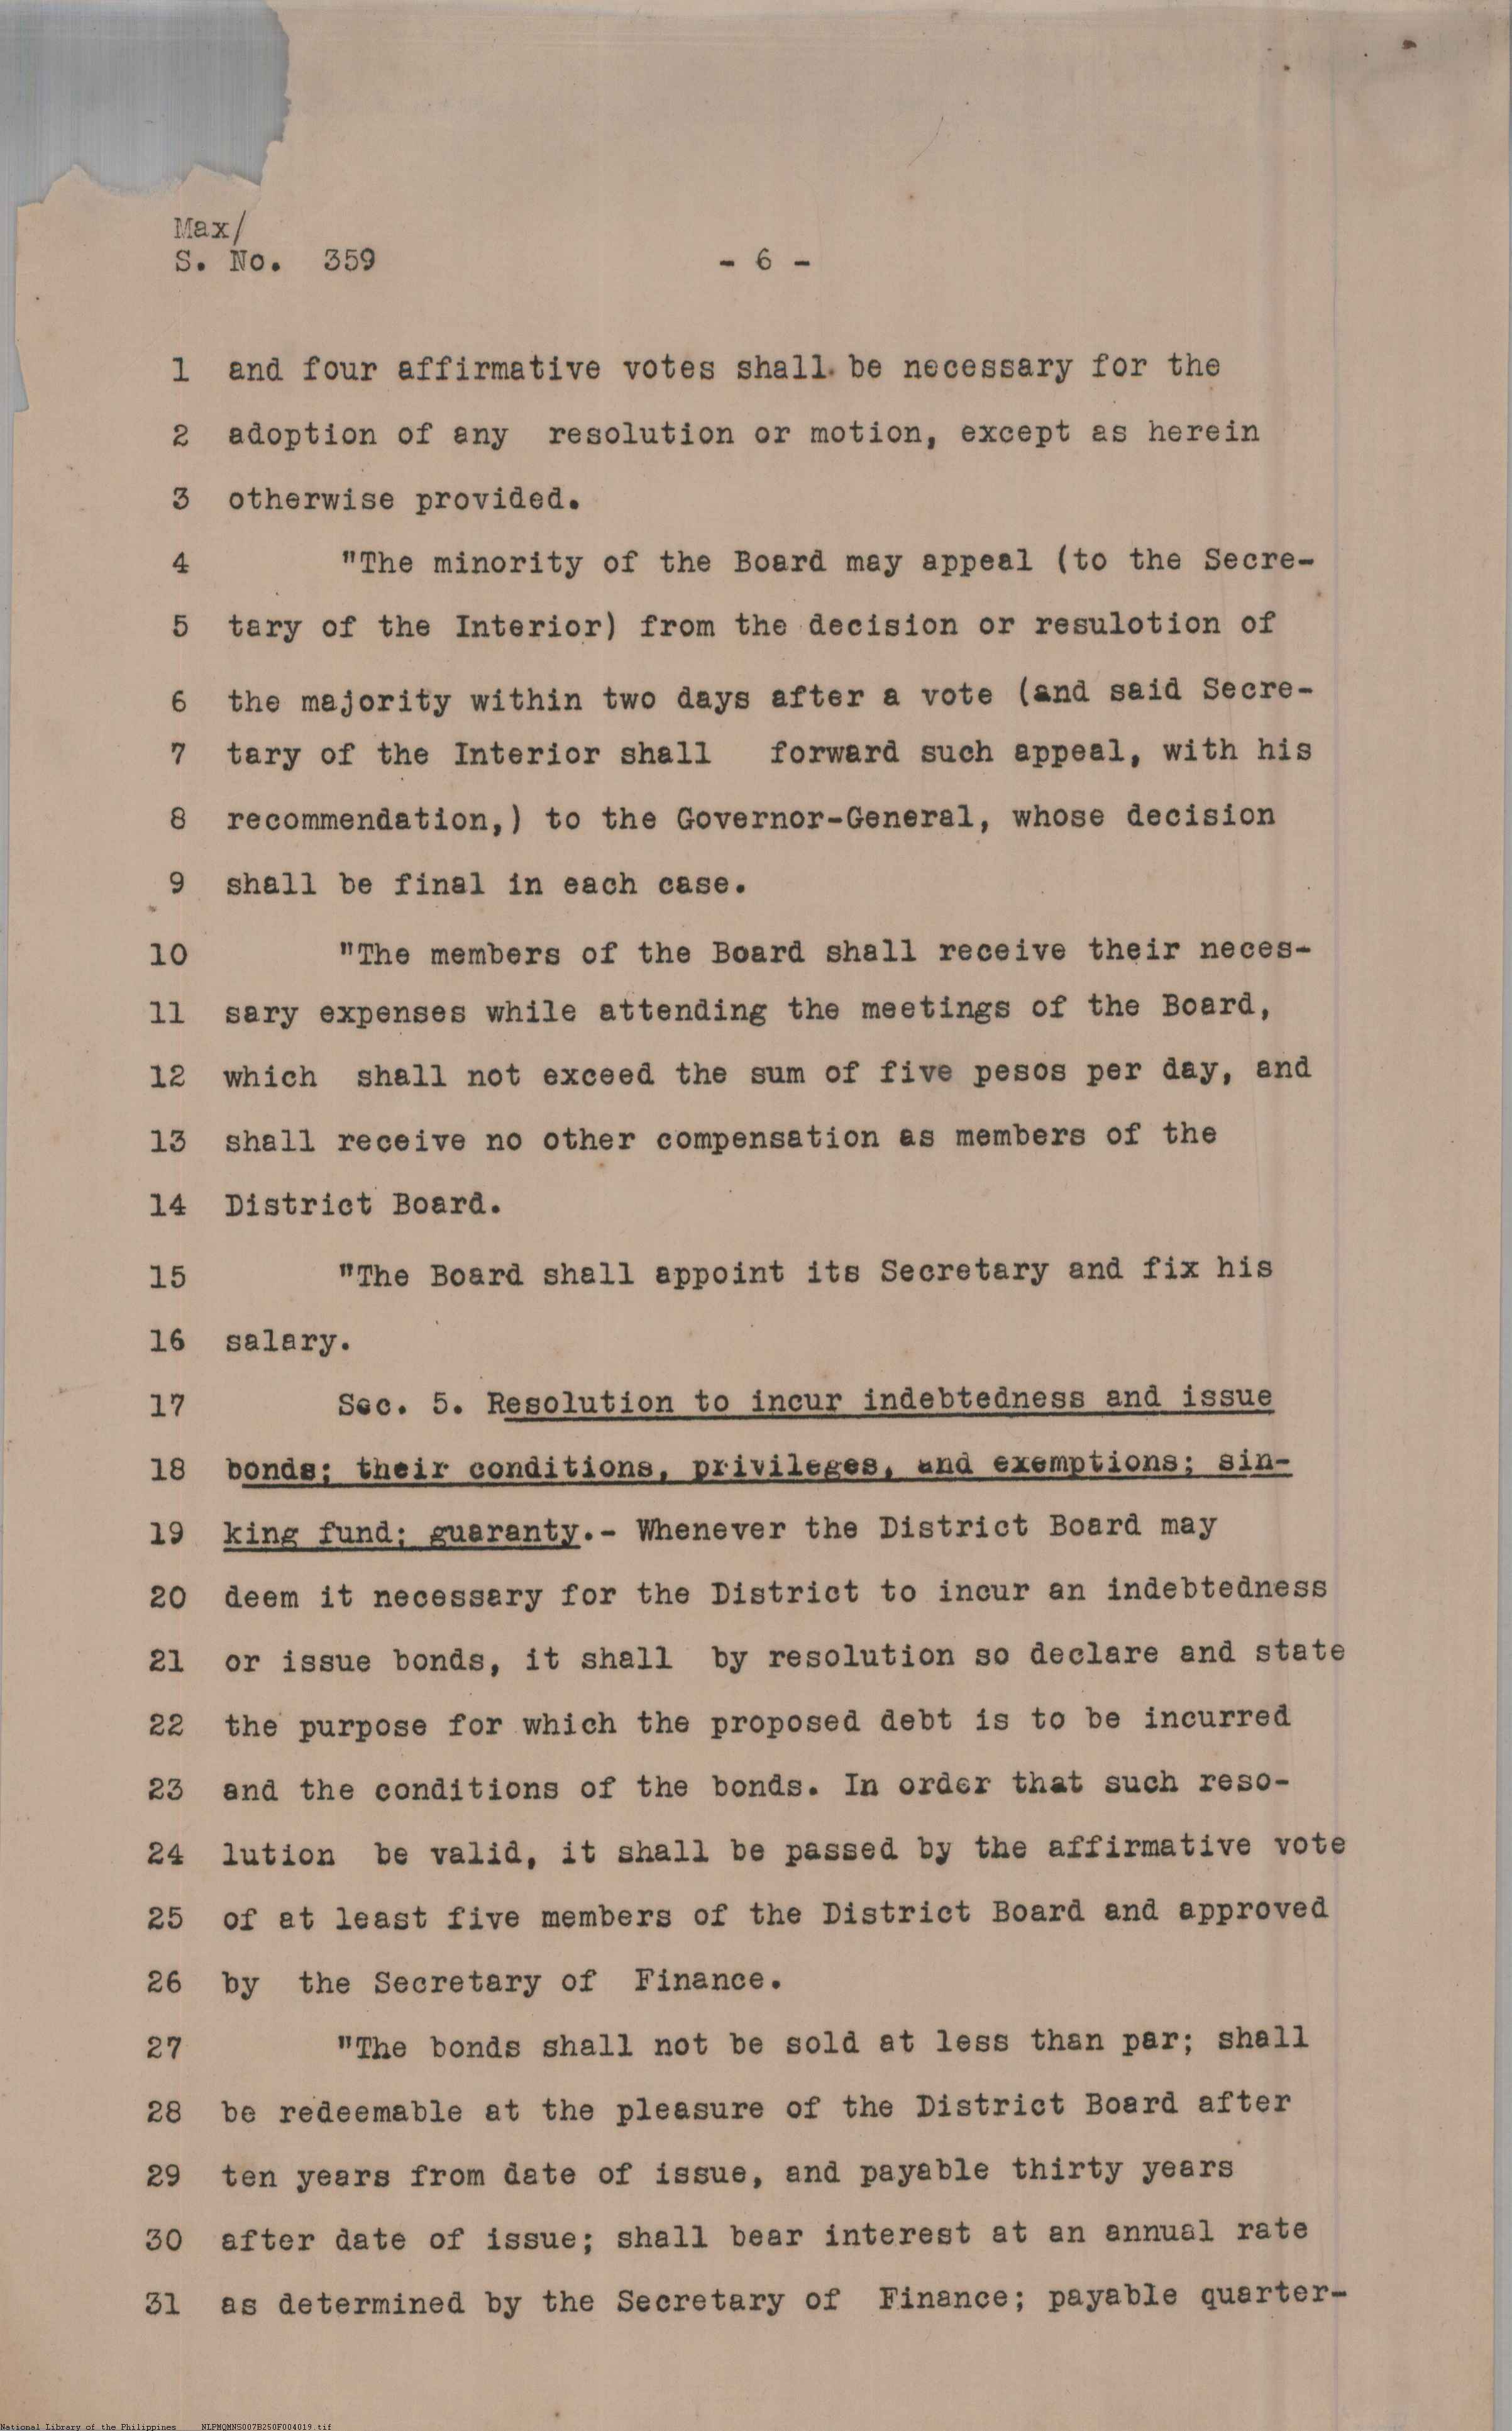 Max/
S. No. 359 - 6 -
1 and four affirmative votes shall be necessary for the
2 adoption of any resolution or motion, except as herein
3 otherwise provided.
4 "The minority of the Board may appeal (to the Secre-
5 tary of the Interior) from the decision or resulotion of
6 the majority within two days after a vote (and said Secre-
7 tary of the Interior shall forward such appeal, with his
8 recommendation,) to the Governor-General, whose decision
9 shall be final in each case.
10 "The members of the Board shall receive their neces-
11 sary expenses while attending the meetings of the Board,
12 which shall not exceed the sum of five pesos per day, and
13 shall receive no other compensation as members of the
14 District Board.
15 "The Board shall appoint its Secretary and fix his
16 salary.
17 Sec. 5. Resolution to incur indebtedness and issue
18 bonds; their conditions, privileges, and exemptions; sin-
19 king fund; guaranty.- Whenever the District Board may
20 deem it necessary for the District to incur an indebtedness
21 or issue bonds, it shall by resolution so declare and state
22 the purpose for which the proposed debt is to be incurred
23 and the conditions of the bonds. In order that such reso-
24 lution be valid, it shall be passed by the affirmative vote
25 of at least five members of the District Board and approved
26 by the Secretary of Finance.
27 "The bonds shall not be sold at less than par; shall
28 be redeemable at the pleasure of the District Board after
29 ten years from date of issue, and payable thirty years
30 after date of issue; shall bear interest at an annual rate
31 as determined by the Secretary of Finance; payable quarter-
National Library of the Philippines NLPMQMNS007B250F004019.tif